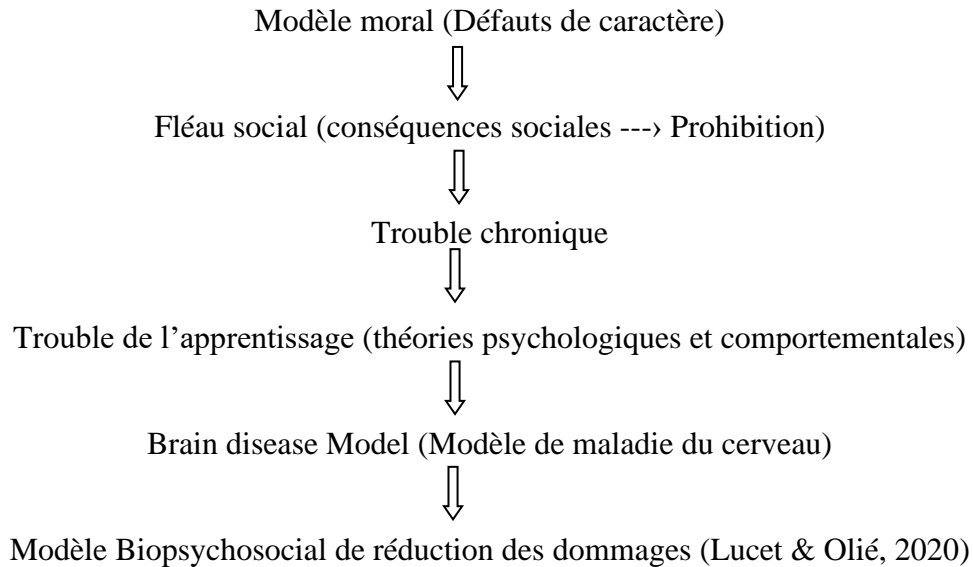 Modèle moral (Défauts de caractère)
Fléau social (conséquences sociales ---› Prohibition)
Trouble chronique
Trouble de l’apprentissage (théories psychologiques et comportementales)
Brain disease Model (Modèle de maladie du cerveau)
Modèle Biopsychosocial de réduction des dommages (Lucet & Olié, 2020)